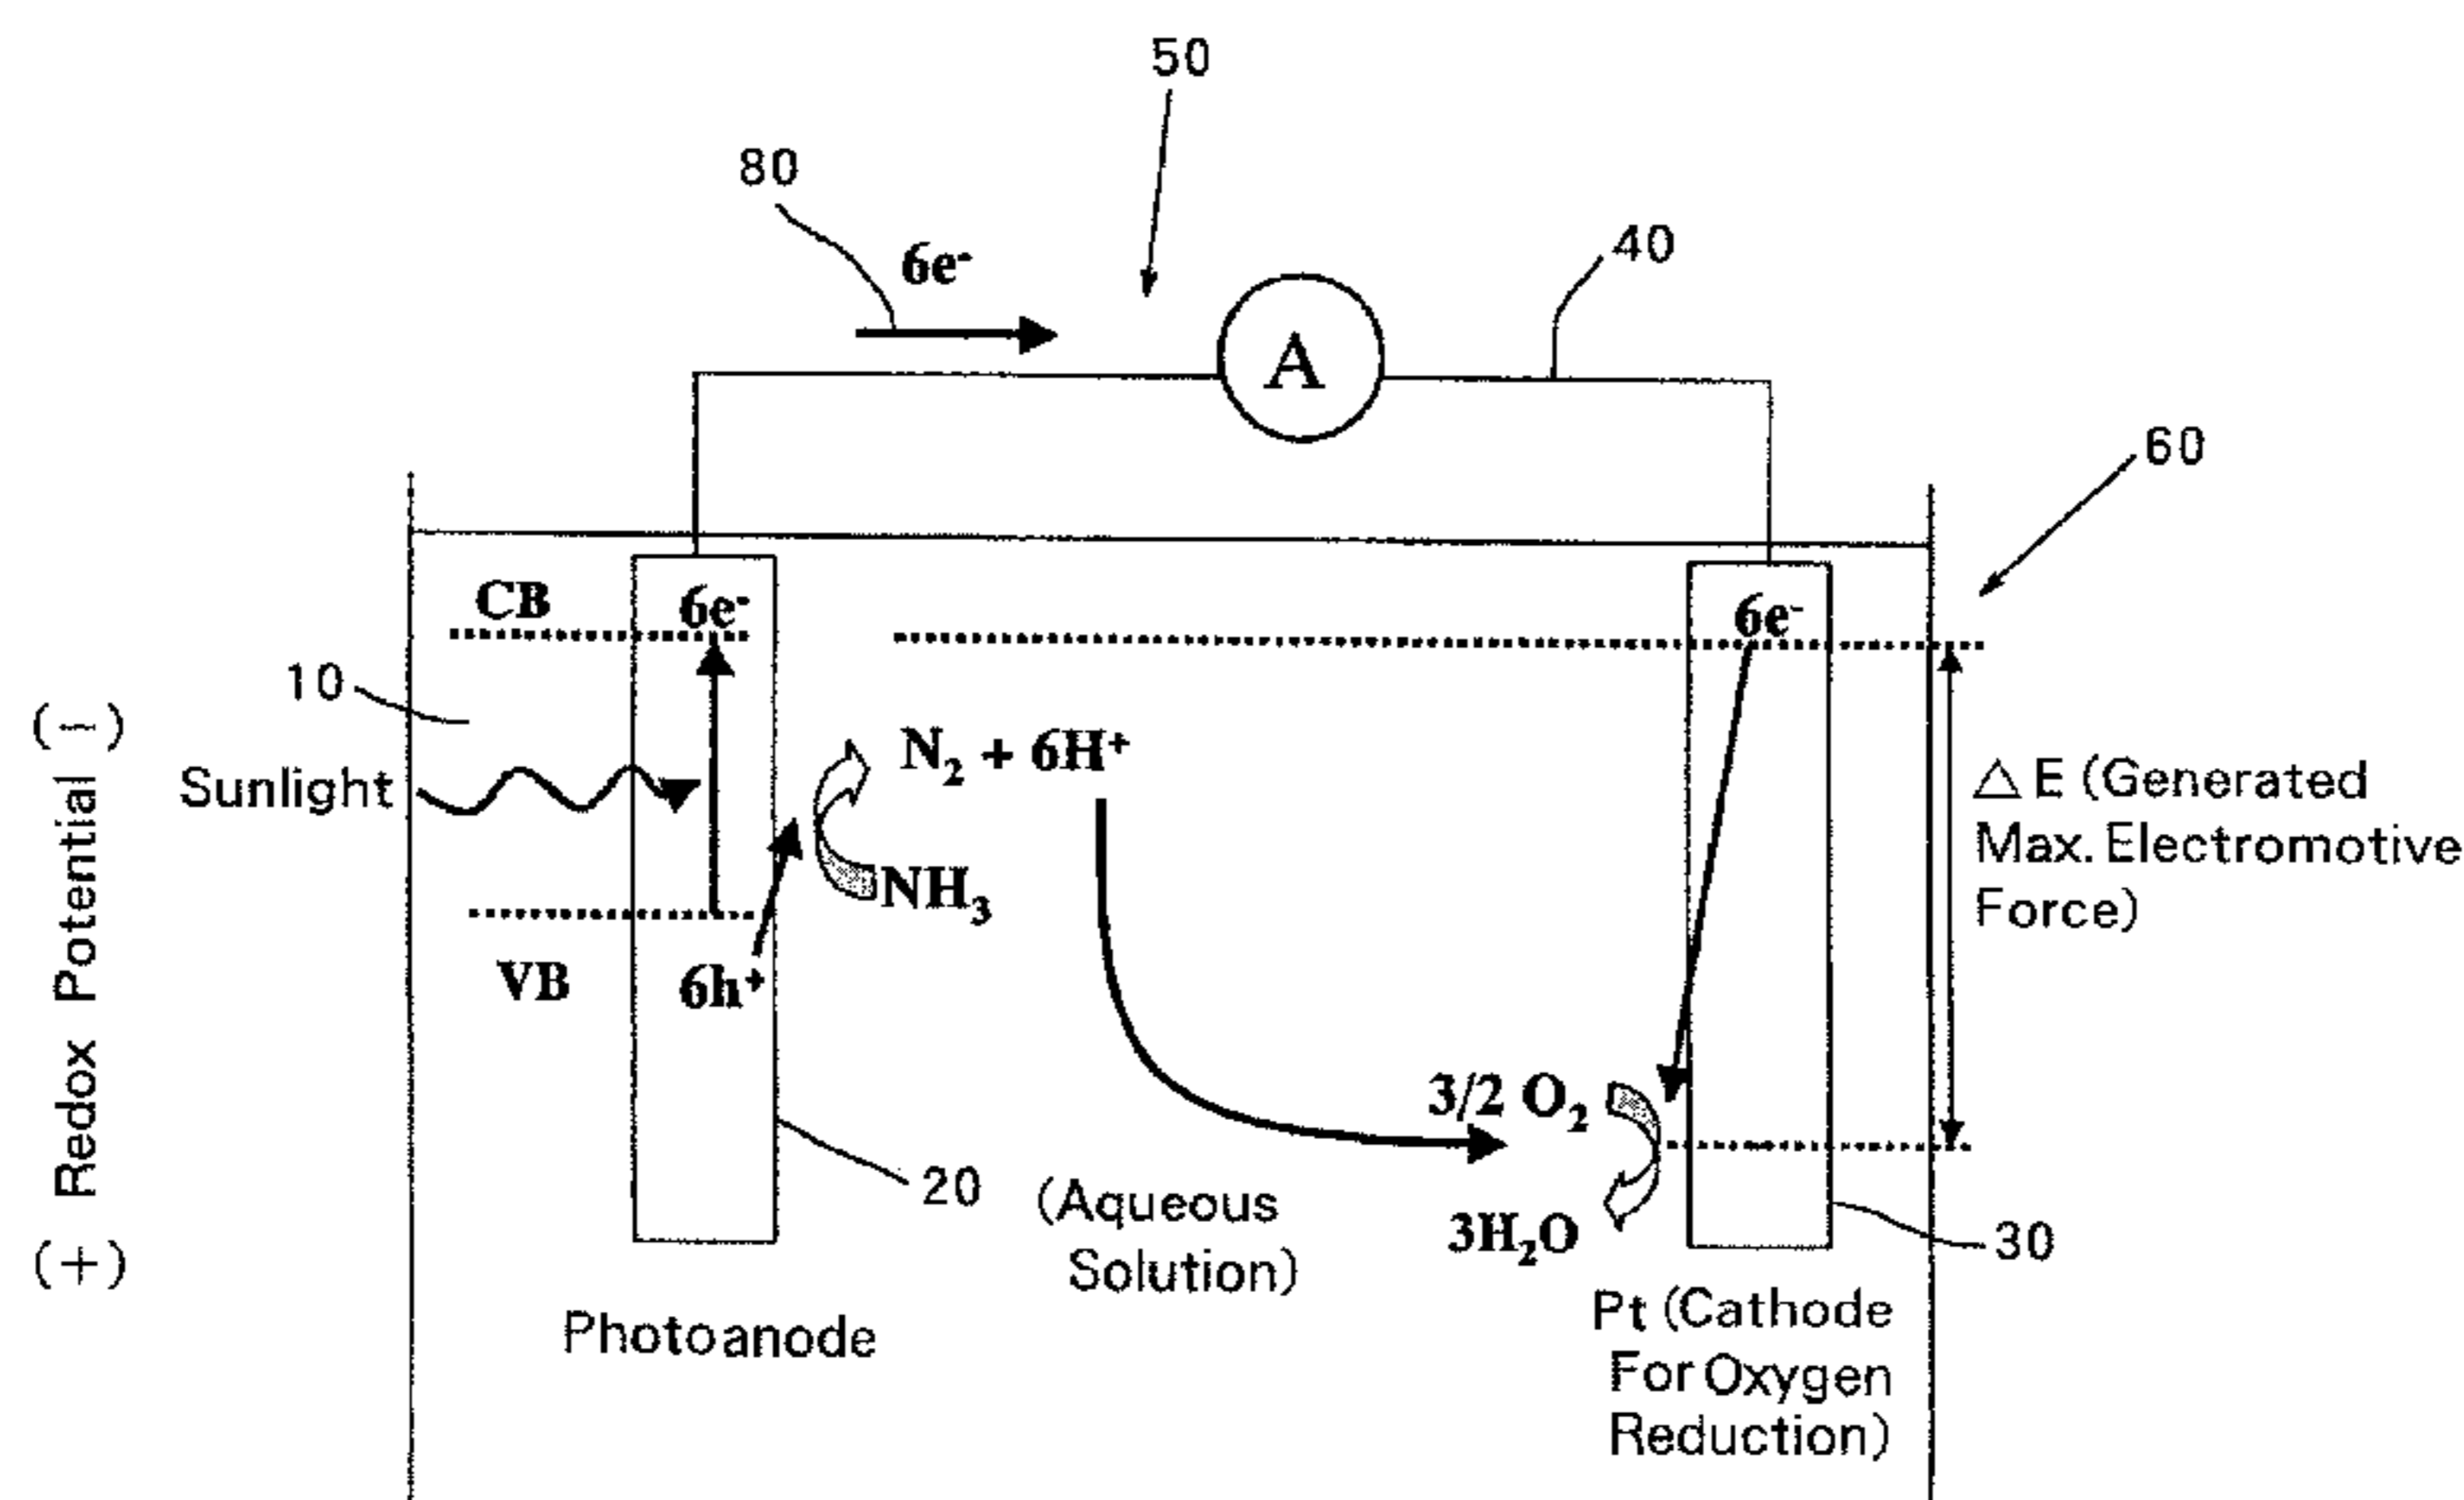 50
80
6e⁻
40
A
60
CB
6e⁻
6e⁻
10
(+) Redox Potential (−)
N₂ + 6H⁺
Sunlight
△E (Generated
Max. Electromotive
Force)
NH₃
VB
6h⁺
3/2 O₂
20
(Aqueous
Solution)
3H₂O
30
Photoanode
Pt (Cathode
For Oxygen
Reduction)